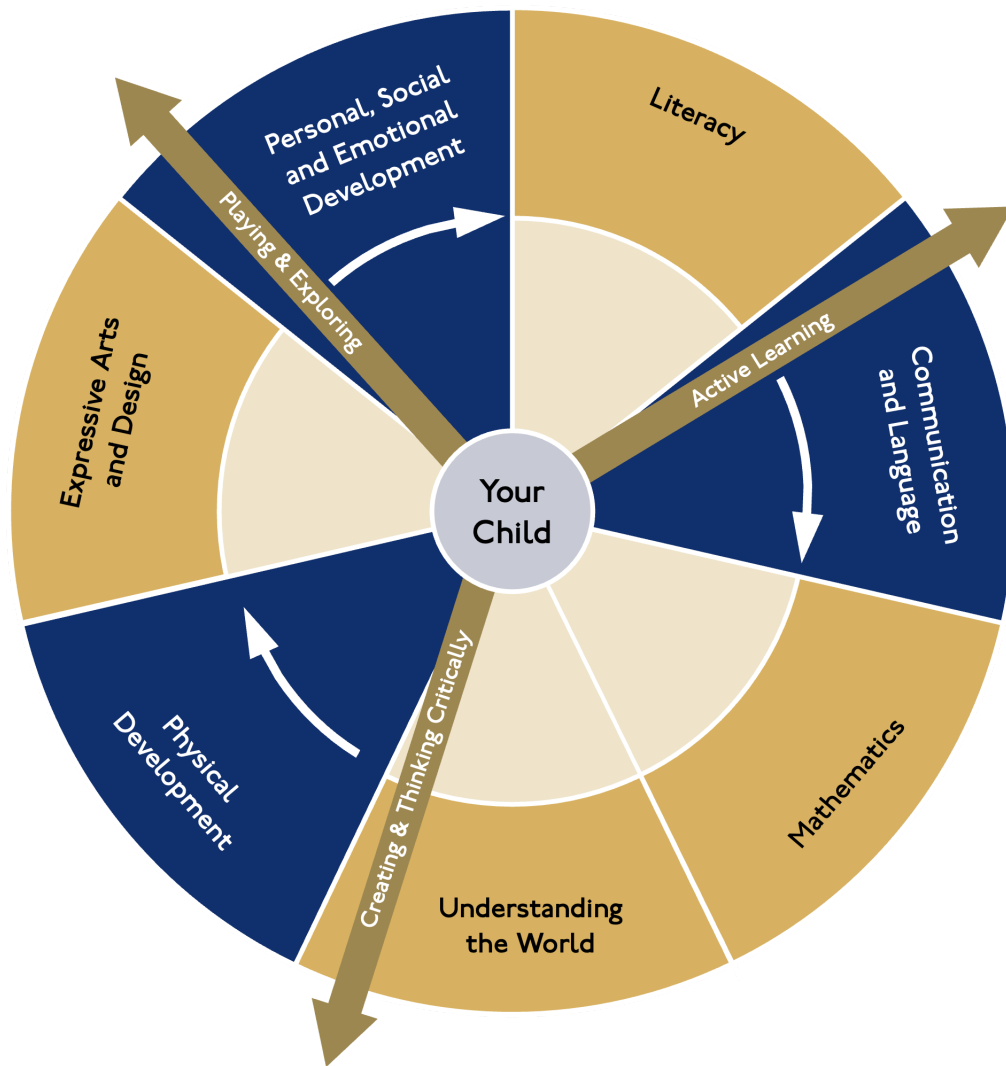 Personal, Social
and Emotional
Development
Literacy
Playing & Exploring
Active Learning
Communication
and Language
Expressive Arts
and Design
Your
Child
Physical
Development
Creating & Thinking Critically
Mathematics
Understanding
the World